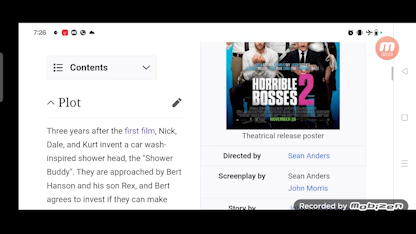 7:26
Contents
Plot
Three years after the first film, Nick,
Dale, and Kurt invent a car wash-
inspired shower head, the "Shower
Buddy". They are approached by Bert
Hanson and his son Rex, and Bert
agrees to invest if they can make
HORRIBLE
BOSSES 2
Theatrical release poster
Directed by
Sean Anders
Screenplay by
Sean Anders
John Morris
Story by
Recorded by
MOBIZEN